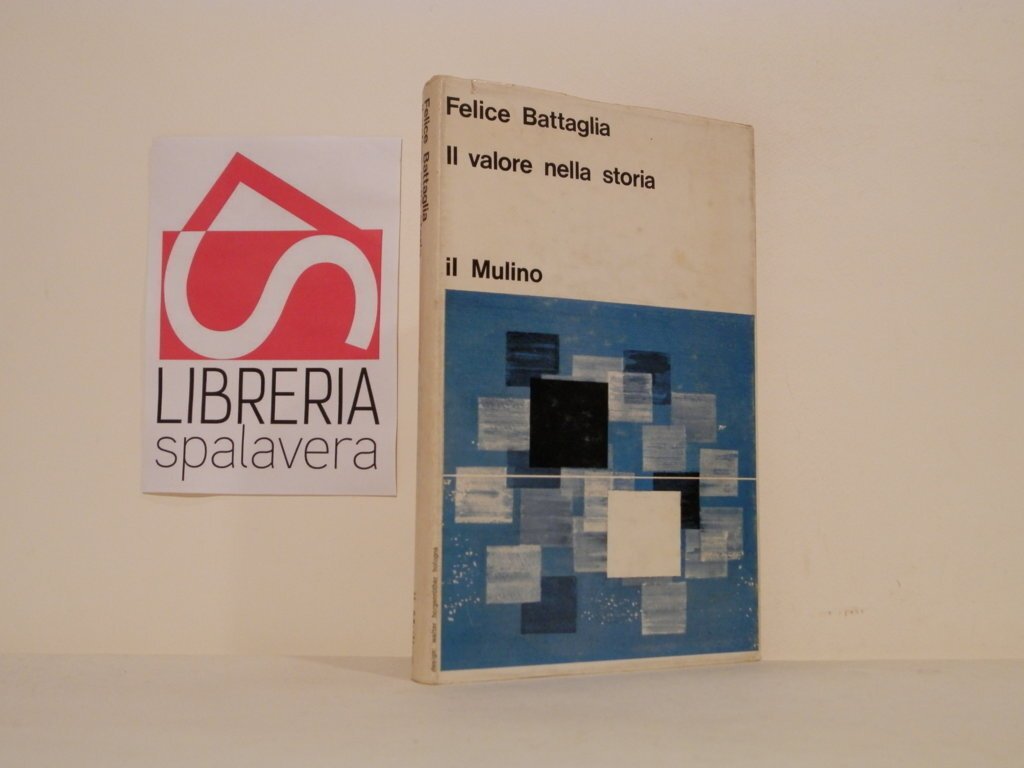 LIBRERIA
spalavera
Felice Battaglia
Felice Battaglia
Il valore nella storia
il Mulino